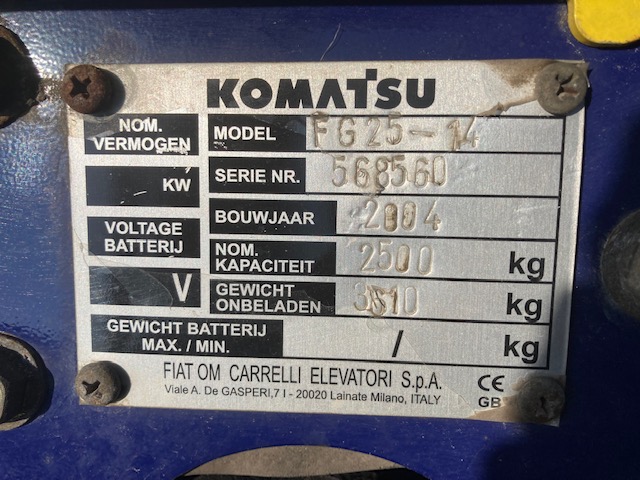 KOMATSU
NOM. VERMOGEN
MODEL FG25-14
KW
SERIE NR. 568560
VOLTAGE BATTERIJ
BOUWJAAR 2004
NOM. KAPACITEIT 2500 kg
V
GEWICHT ONBELADEN kg
GEWICHT BATTERIJ
MAX. / MIN. / kg
FIAT OM CARRELLI ELEVATORI S.p.A.
Viale A. De GASPERI,7 I - 20020 Lainate Milano, ITALY
CE
GB